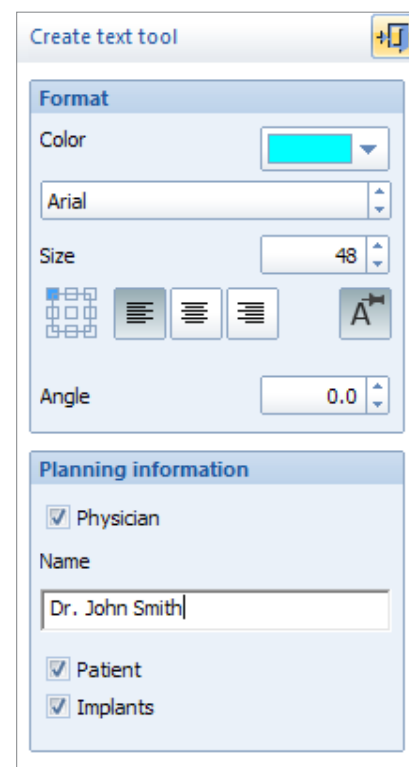 Create text tool
Format
Color
Arial
Size 48
A
Angle 0.0
Planning information
Physician
Name
Dr. John Smith
Patient
Implants